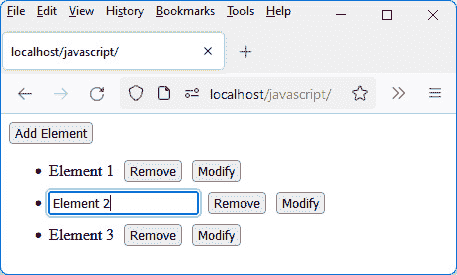 File Edit View History Bookmarks Tools Help
localhost/javascript/
localhost/javascript/
Add Element
Element 1 Remove Modify
Element 2 Remove Modify
Element 3 Remove Modify